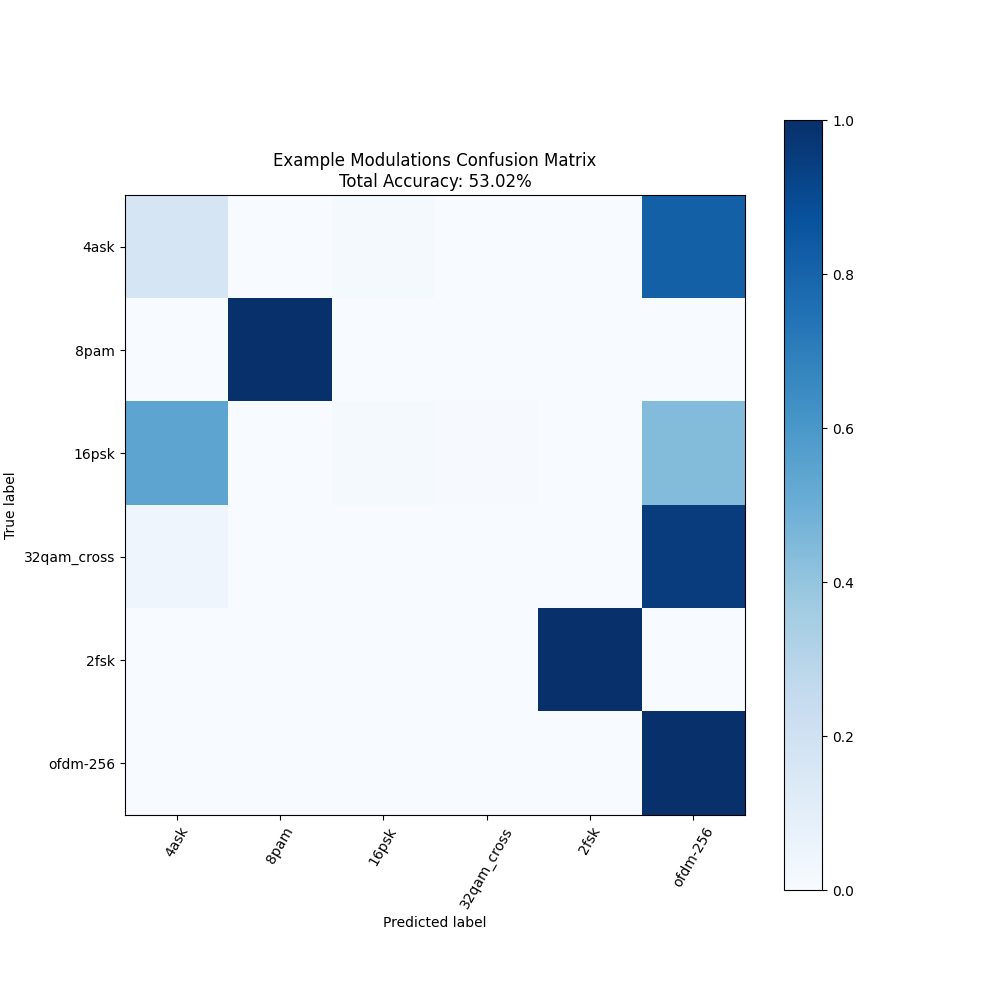 Example Modulations Confusion Matrix
Total Accuracy: 53.02%
True label
4ask
8pam
16psk
32qam_cross
2fsk
ofdm-256
4ask
8pam
16psk
32qam_cross
2fsk
ofdm-256
Predicted label
1.0
0.8
0.6
0.4
0.2
0.0